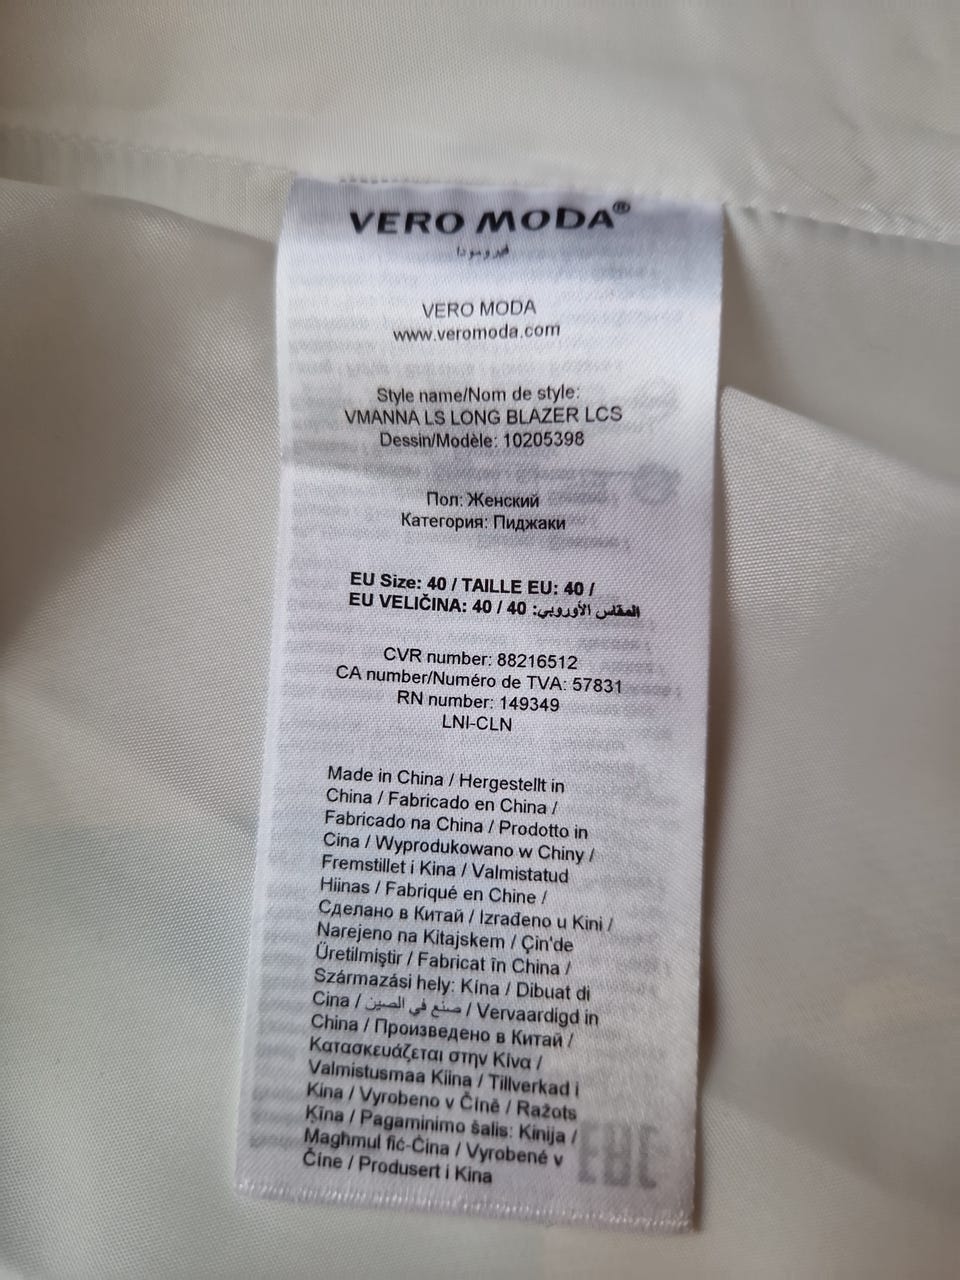 VERO MODA®
فيرومودا
VERO MODA
www.veromoda.com
Style name/Nom de style:
VMANNA LS LONG BLAZER LCS
Dessin/Modèle: 10205398
Пол: Женский
Категория: Пиджаки
EU Size: 40 / TAILLE EU: 40 /
EU VELIČINA: 40 / 40 :المقاس الأوروبي
CVR number: 88216512
CA number/Numéro de TVA: 57831
RN number: 149349
LNI-CLN
Made in China / Hergestellt in
China / Fabricado en China /
Fabricado na China / Prodotto in
Cina / Wyprodukowano w Chiny /
Fremstillet i Kina / Valmistatud
Hiinas / Fabriqué en Chine /
Сделано в Китай / Izrađeno u Kini /
Narejeno na Kitajskem / Çin'de
Üretilmiştir / Fabricat în China /
Származási hely: Kína / Dibuat di
Cina / صنع في الصين / Vervaardigd in
China / Произведено в Китай /
Κατασκευάζεται στην Κίνα /
Valmistusmaa Kiina / Tillverkad i
Kina / Vyrobeno v Číně / Ražots
Ķīna / Pagaminimo šalis: Kinija /
Magħmul fiċ-Ċina / Vyrobené v
Číne / Produsert i Kina